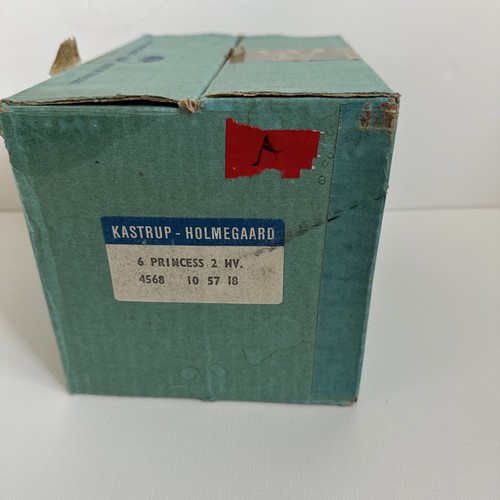 A
KASTRUP - HOLMEGAARD
6 PRINCESS 2 HV.
4568 10 57 18